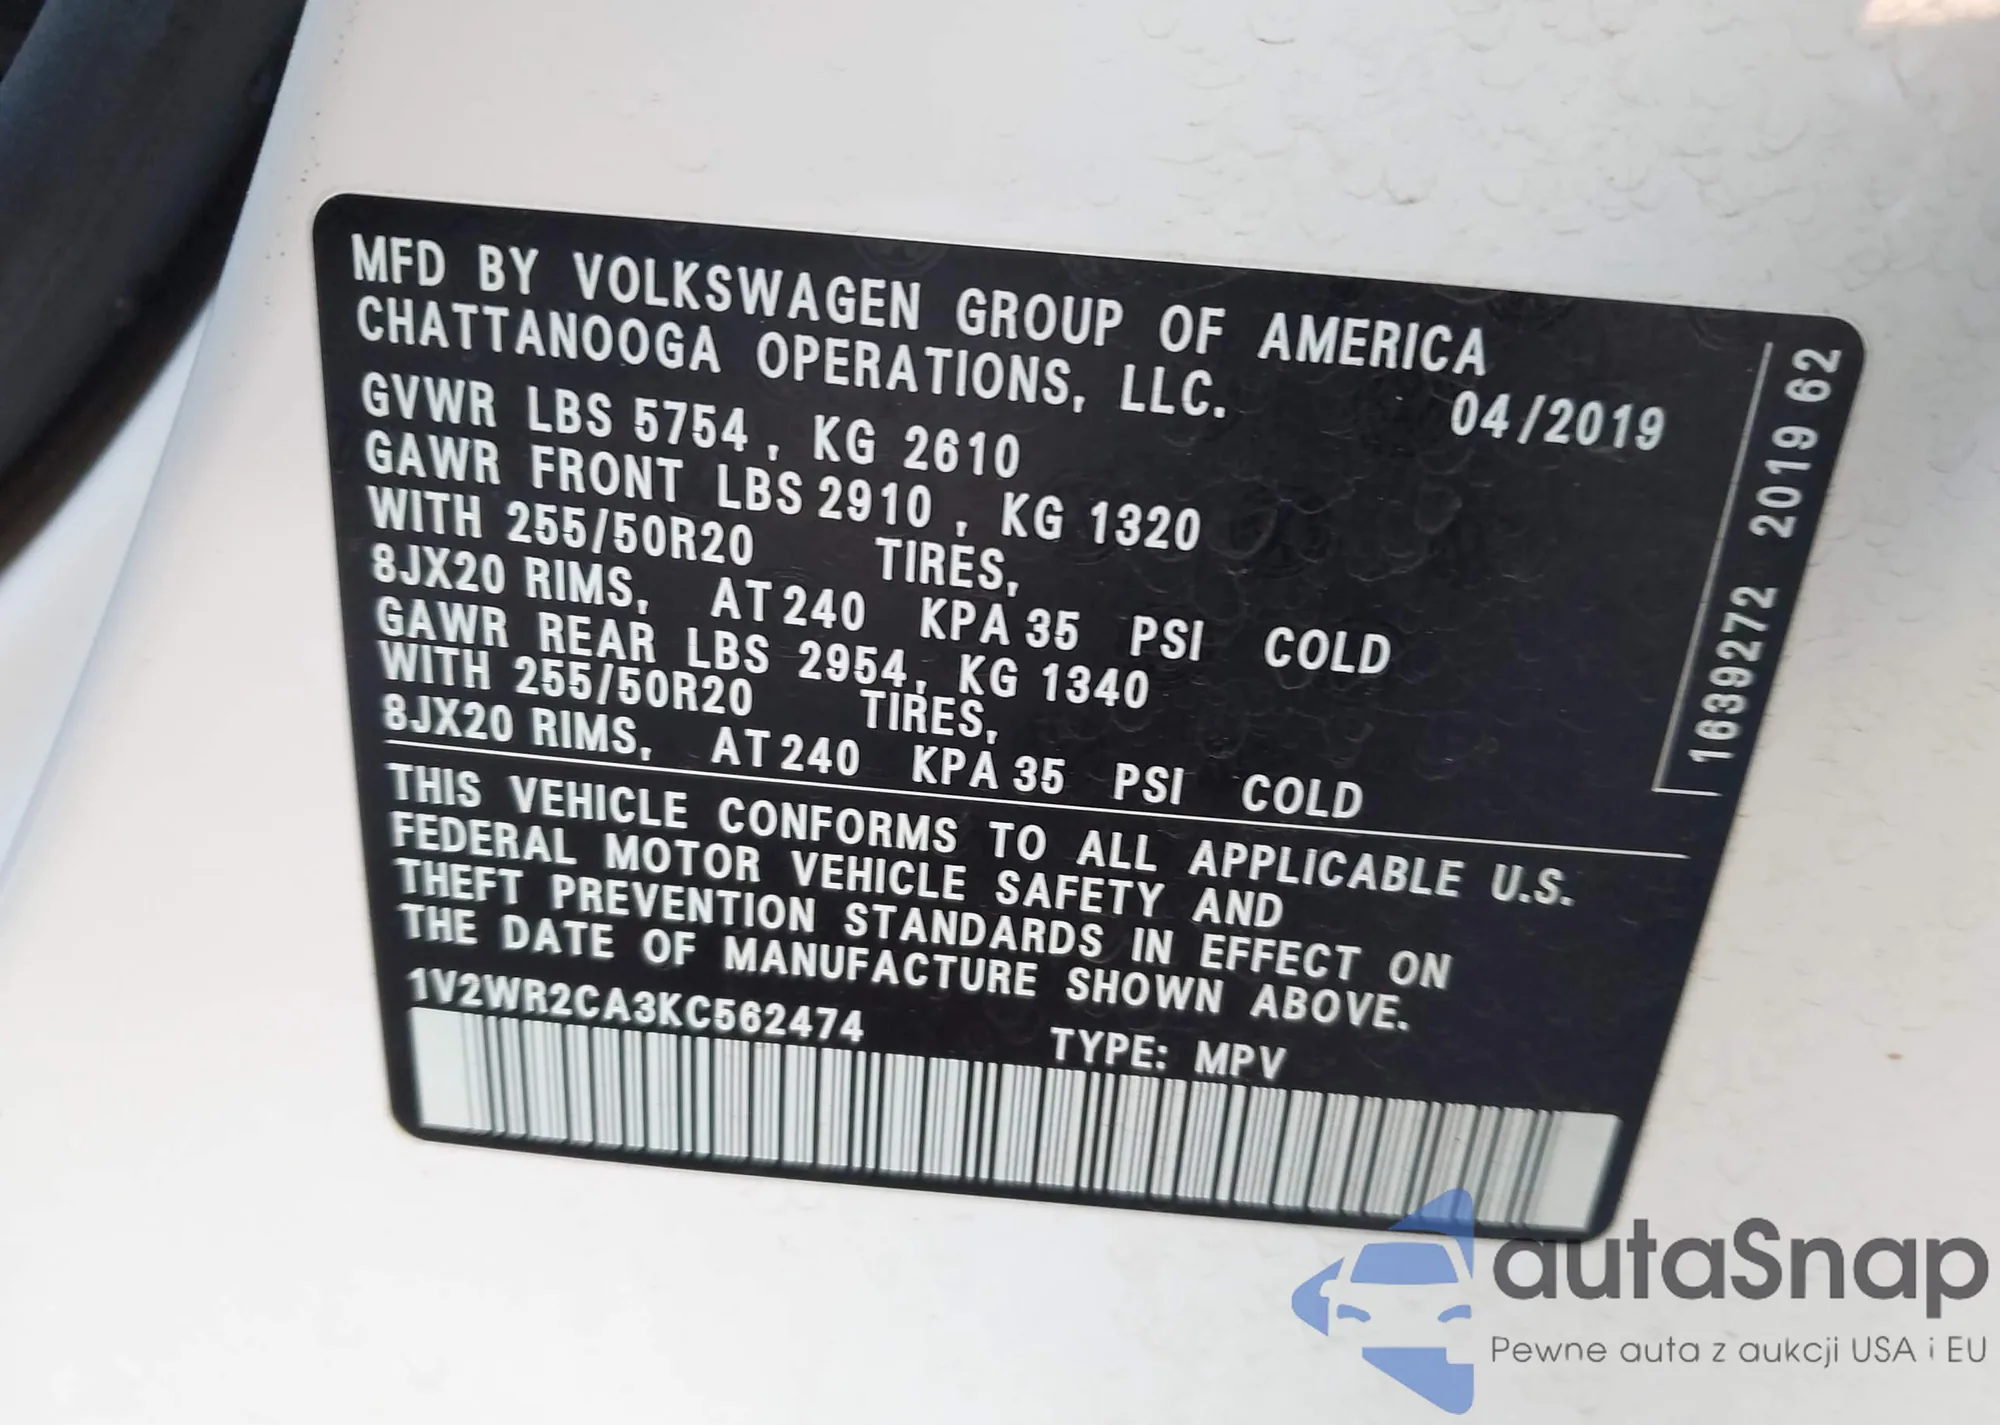 MFD BY VOLKSWAGEN GROUP OF AMERICA
CHATTANOOGA OPERATIONS, LLC.
04/2019
GVWR LBS 5754, KG 2610
GAWR FRONT LBS 2910, KG 1320
WITH 255/50R20 TIRES,
8JX20 RIMS, AT 240 KPA 35 PSI COLD
GAWR REAR LBS 2954, KG 1340
WITH 255/50R20 TIRES,
8JX20 RIMS, AT 240 KPA 35 PSI COLD
THIS VEHICLE CONFORMS TO ALL APPLICABLE U.S.
FEDERAL MOTOR VEHICLE SAFETY AND
THEFT PREVENTION STANDARDS IN EFFECT ON
THE DATE OF MANUFACTURE SHOWN ABOVE.
1V2WR2CA3KC562474
TYPE: MPV
1639272 2019 62
autaSnap
Pewne auta z aukcji USA i EU